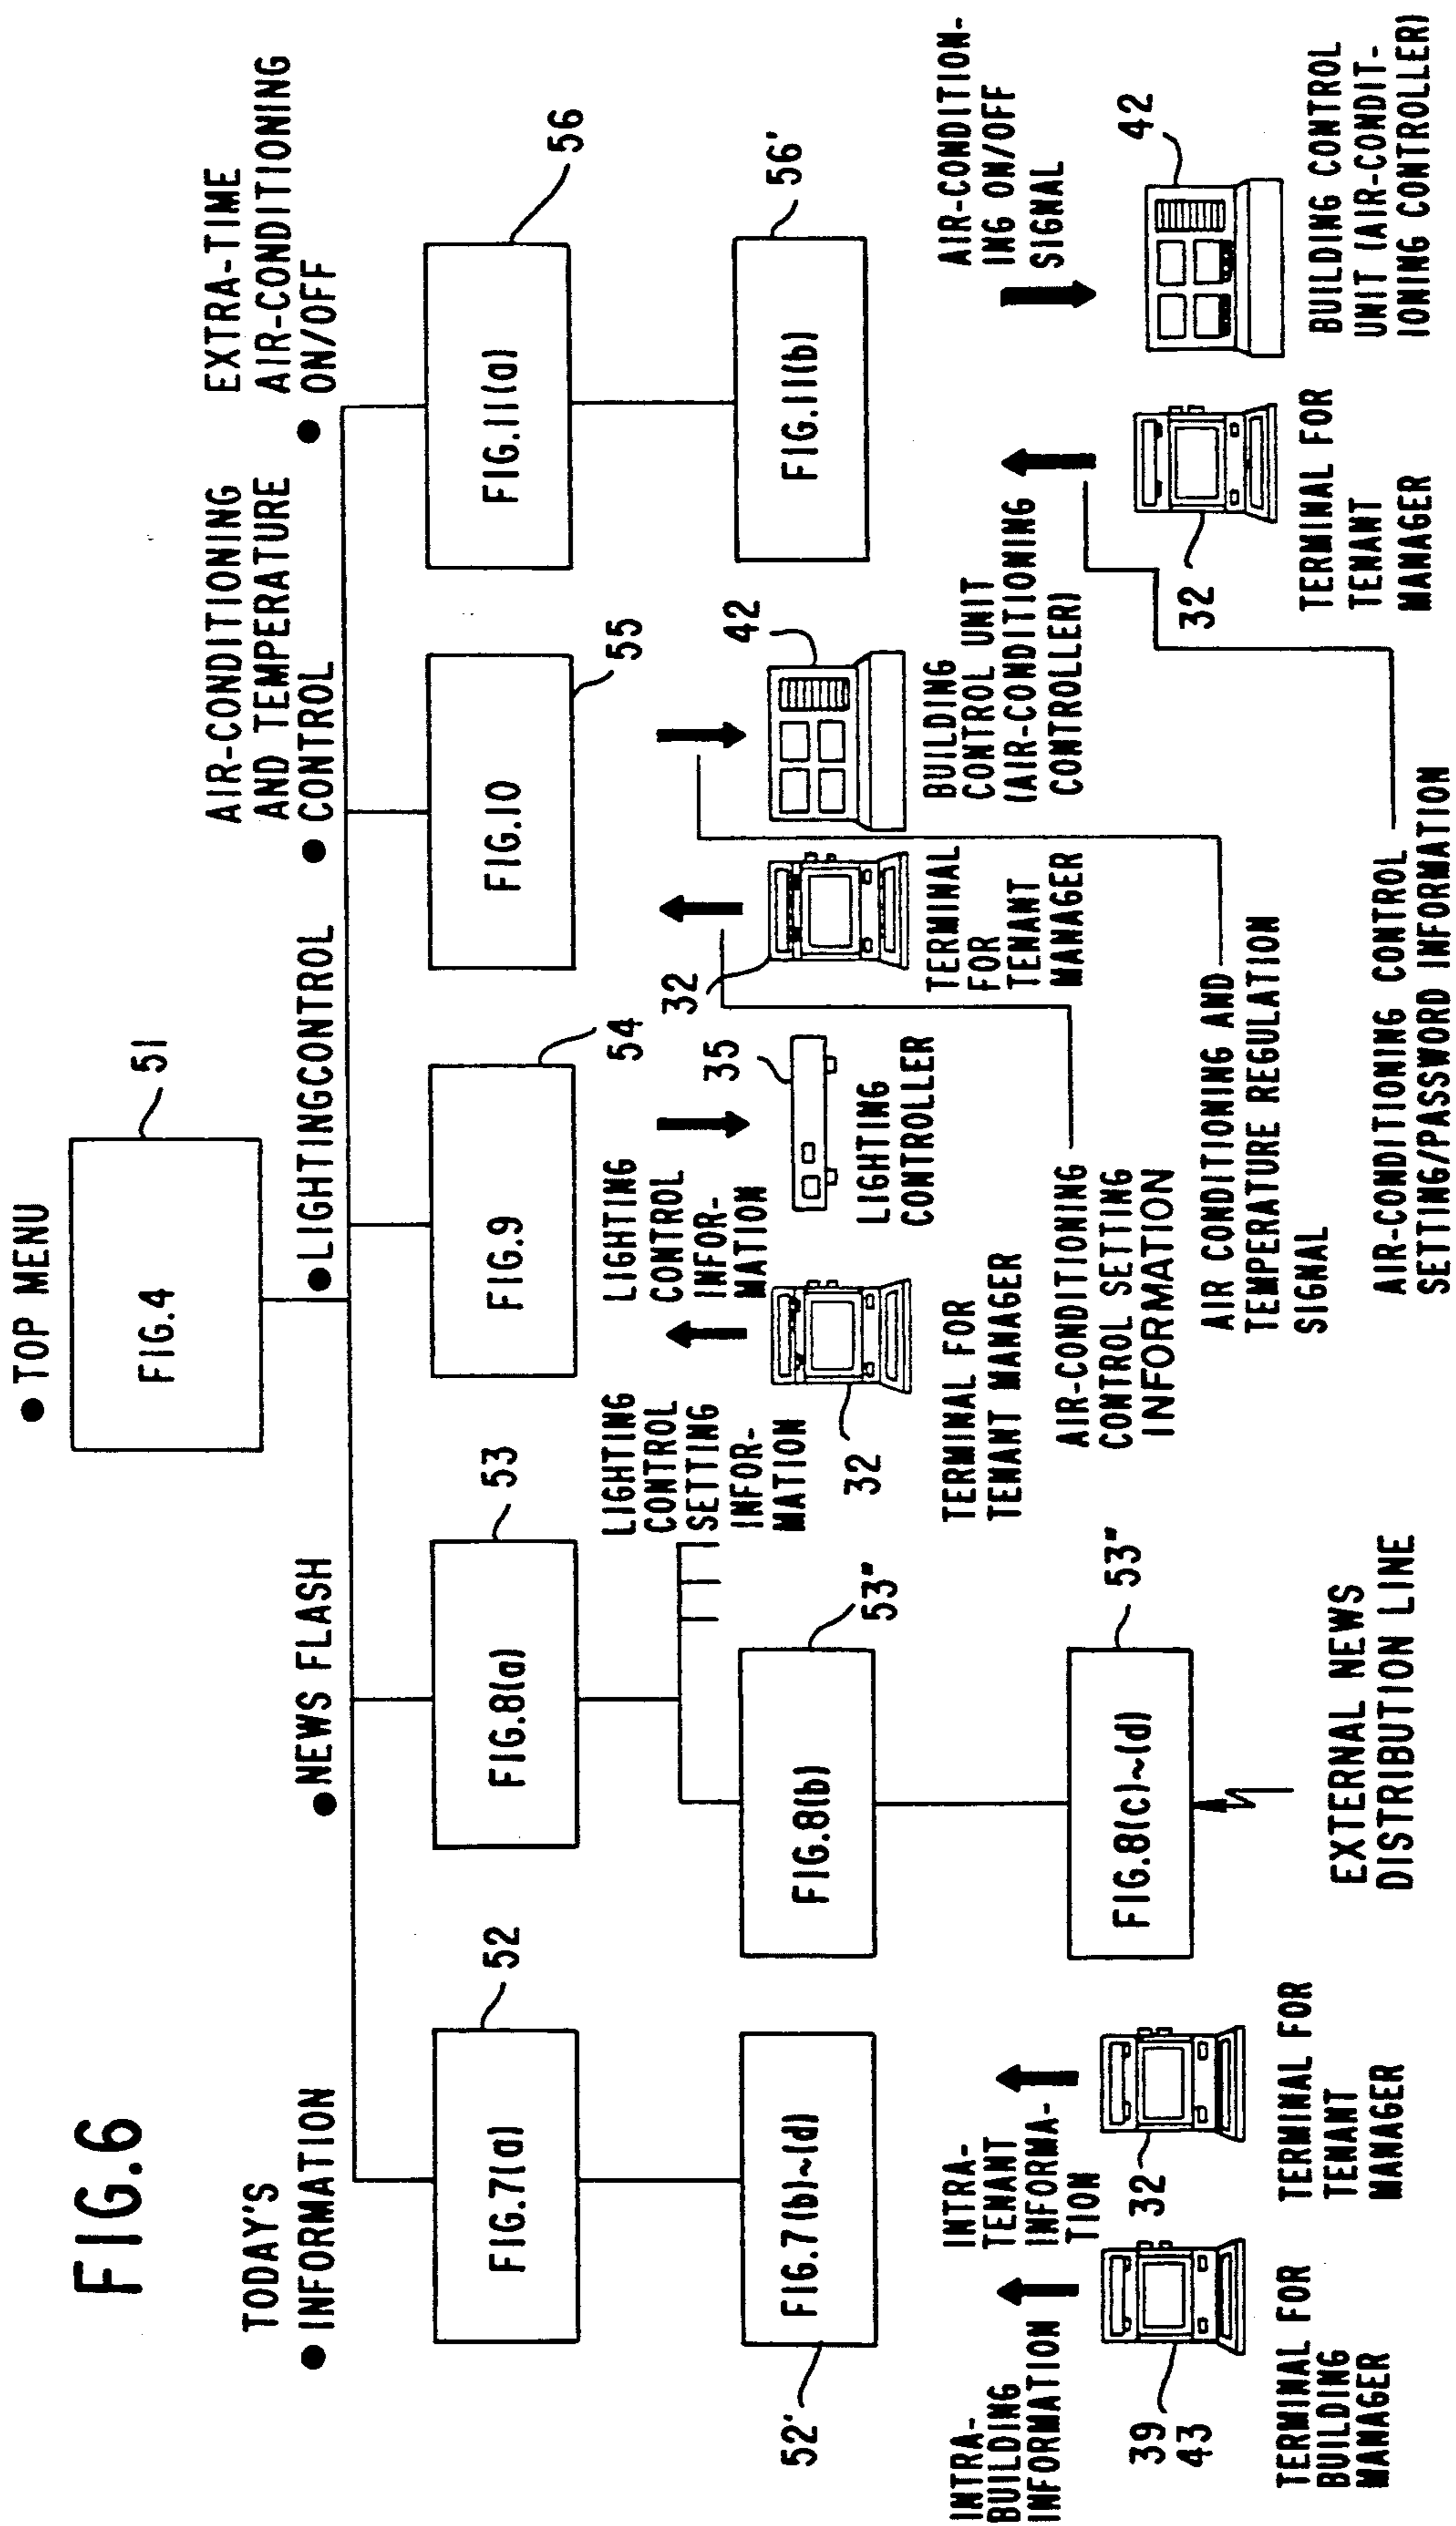 FIG.6
● TOP MENU
FIG.4
51
TODAY'S
● INFORMATION
● NEWS FLASH
● LIGHTINGCONTROL
AIR-CONDITIONING
AND TEMPERATURE
● CONTROL
EXTRA-TIME
AIR-CONDITIONING
● ON/OFF
FIG.7(a)
52
FIG.8(a)
53
FIG.9
54
FIG.10
55
FIG.11(a)
56
FIG.7(b)~(d)
52'
INTRA-
BUILDING
INFORMATION
INTRA-
TENANT
INFORMA-
TION
39
43
32
TERMINAL FOR
BUILDING
MANAGER
TERMINAL FOR
TENANT
MANAGER
FIG.8(b)
53"
FIG.8(c)~(d)
53"
EXTERNAL NEWS
DISTRIBUTION LINE
LIGHTING
CONTROL
SETTING
INFOR-
MATION
LIGHTING
CONTROL
INFOR-
MATION
32
35
TERMINAL FOR
TENANT MANAGER
LIGHTING
CONTROLLER
32
42
TERMINAL
FOR
TENANT
MANAGER
BUILDING
CONTROL UNIT
(AIR-CONDITIONING
CONTROLLER)
AIR-CONDITIONING
CONTROL SETTING
INFORMATION
AIR CONDITIONING AND
TEMPERATURE REGULATION
SIGNAL
FIG.11(b)
56'
AIR-CONDITION-
ING ON/OFF
SIGNAL
32
42
TERMINAL FOR
TENANT
MANAGER
BUILDING CONTROL
UNIT (AIR-CONDIT-
IONING CONTROLLER)
AIR-CONDITIONING CONTROL
SETTING/PASSWORD INFORMATION